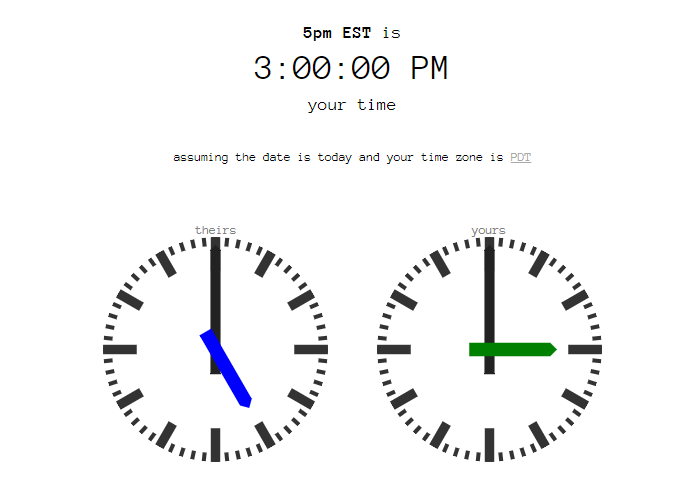 5pm EST is
3:00:00 PM
your time
assuming the date is today and your time zone is PDT
theirs
yours